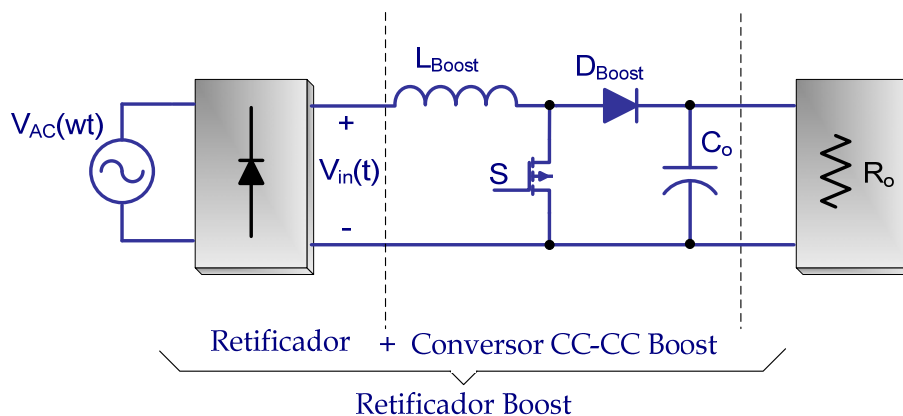 L_Boost
D_Boost
V_AC(wt)
+
V_in(t)
-
S
C_o
R_o
Retificador + Conversor CC-CC Boost
Retificador Boost